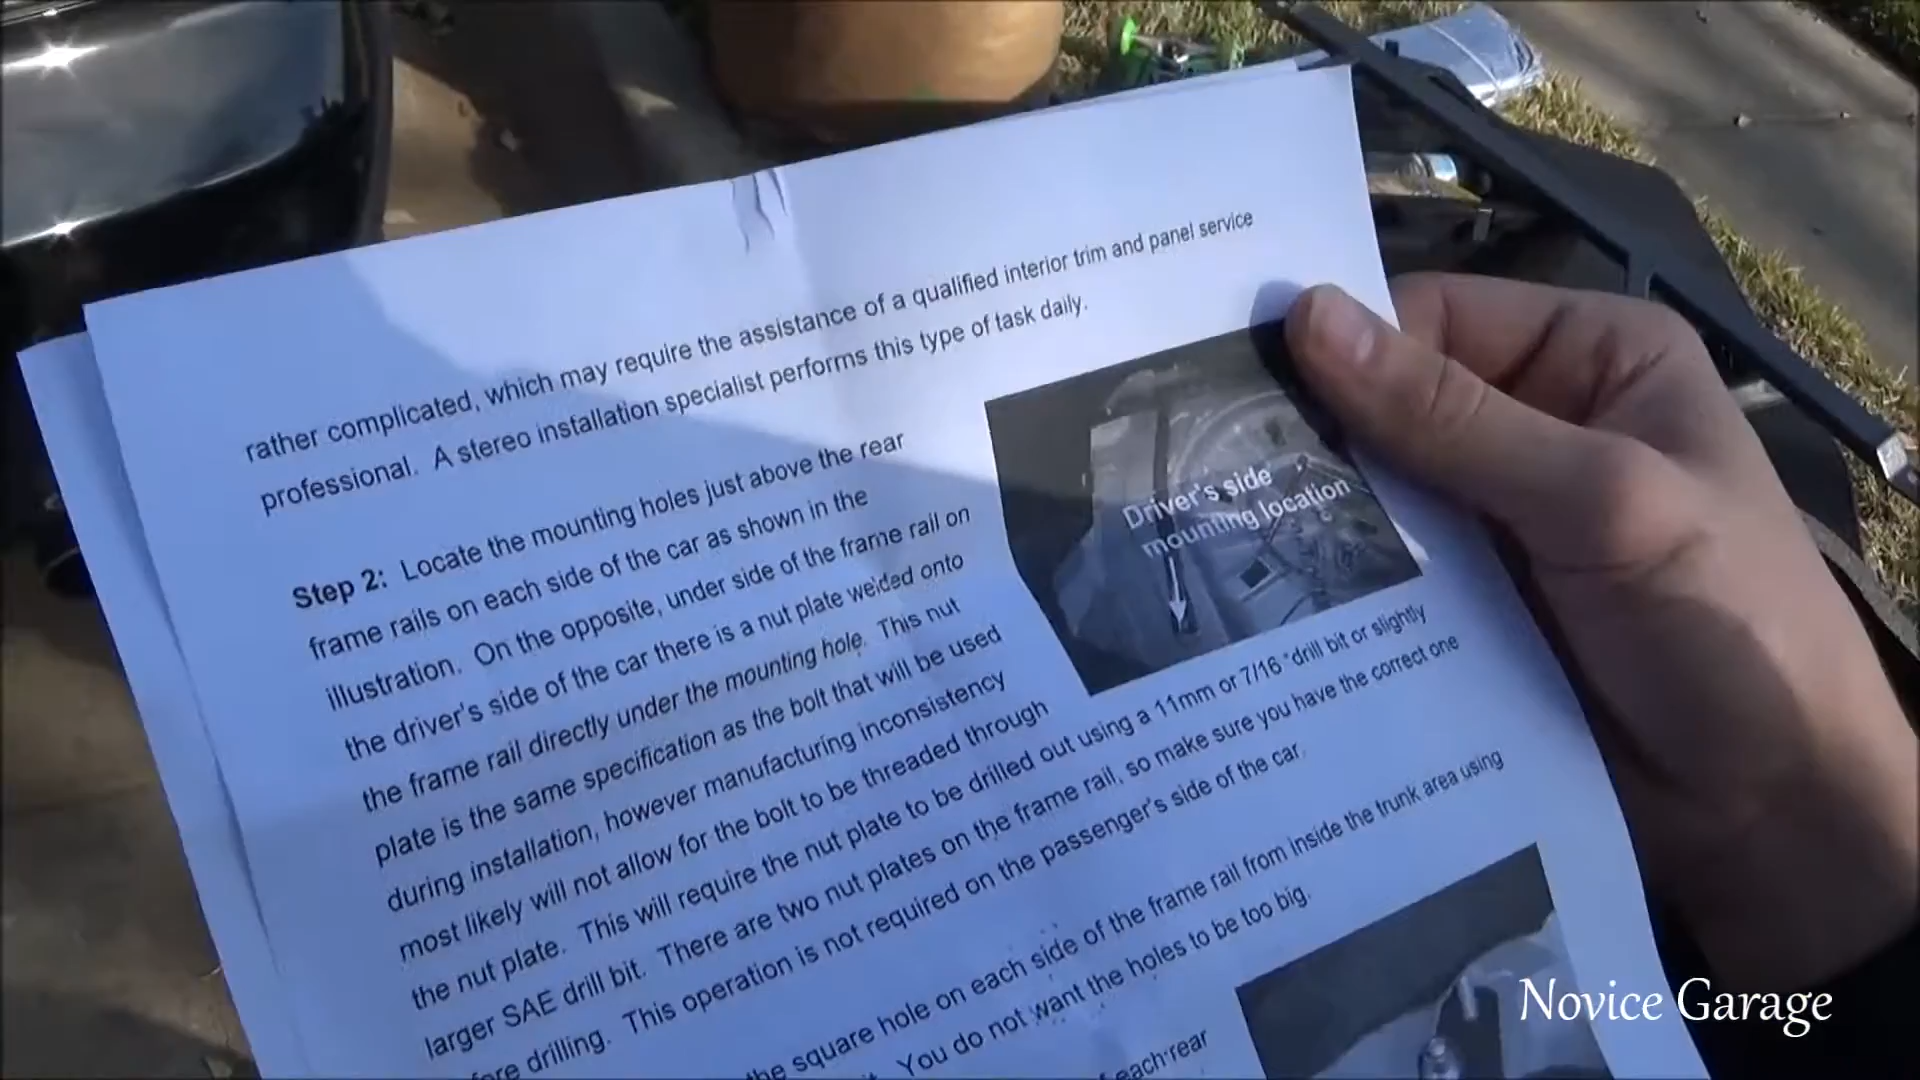 rather complicated, which may require the assistance of a qualified interior trim and panel service
professional. A stereo installation specialist performs this type of task daily.
Step 2: Locate the mounting holes just above the rear
frame rails on each side of the car as shown in the
illustration. On the opposite, under side of the frame rail on
the driver's side of the car there is a nut plate welded onto
the frame rail directly under the mounting hole. This nut
plate is the same specification as the bolt that will be used
during installation, however manufacturing inconsistency
most likely will not allow for the bolt to be threaded through
the nut plate. This will require the nut plate to be drilled out using a 11mm or 7/16 "drill bit or slightly
larger SAE drill bit. There are two nut plates on the frame rail, so make sure you have the correct one
fore drilling. This operation is not required on the passenger's side of the car.
the square hole on each side of the frame rail from inside the trunk area using
You do not want the holes to be too big.
each rear
Driver's side
mounting location
Novice Garage